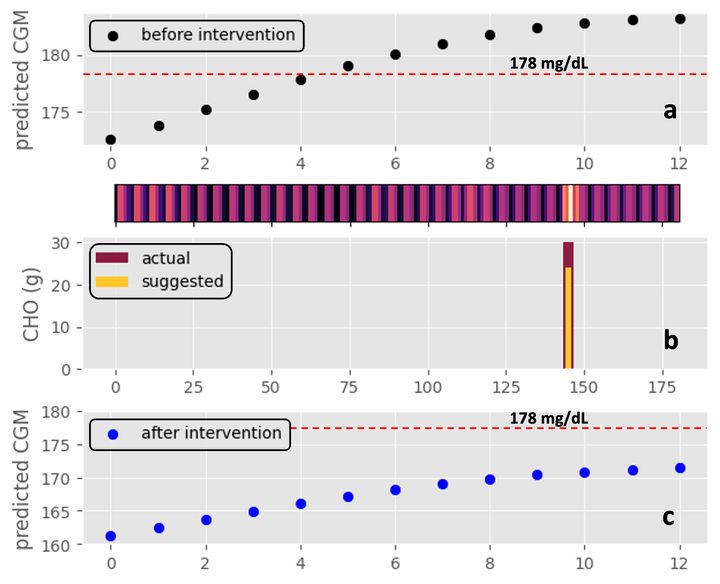 predicted CGM
before intervention
178 mg/dL
180
175
a
0 2 4 6 8 10 12
CHO (g)
30
20
10
0
actual
suggested
b
0 25 50 75 100 125 150 175
predicted CGM
180
175
170
165
160
after intervention
178 mg/dL
c
0 2 4 6 8 10 12